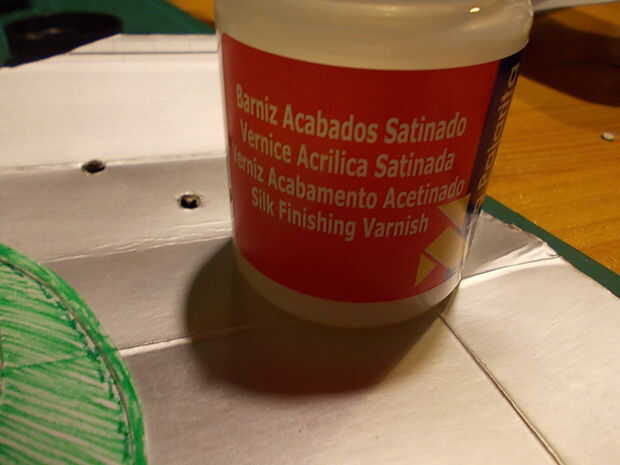 Barniz Acabados Satinado
Vernice Acrilica Satinada
Verniz Acabamento Acetinado
Silk Finishing Varnish